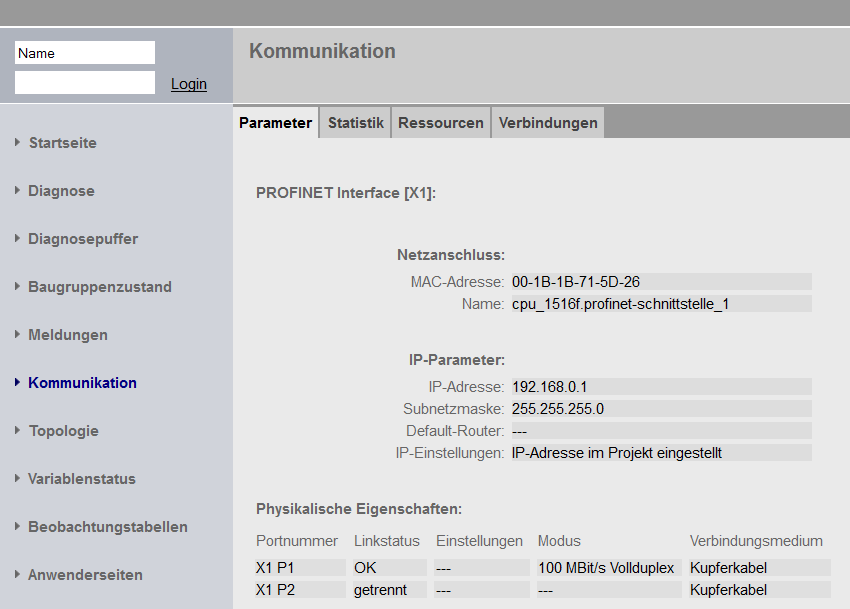 Name
Login
Kommunikation
Startseite
Diagnose
Diagnosepuffer
Baugruppenzustand
Meldungen
Kommunikation
Topologie
Variablenstatus
Beobachtungstabellen
Anwenderseiten
Parameter Statistik Ressourcen Verbindungen
PROFINET Interface [X1]:
Netzanschluss:
MAC-Adresse: 00-1B-1B-71-5D-26
Name: cpu_1516f.profinet-schnittstelle_1
IP-Parameter:
IP-Adresse: 192.168.0.1
Subnetzmaske: 255.255.255.0
Default-Router: ---
IP-Einstellungen: IP-Adresse im Projekt eingestellt
Physikalische Eigenschaften:
Portnummer Linkstatus Einstellungen Modus Verbindungsmedium
X1 P1 OK --- 100 MBit/s Vollduplex Kupferkabel
X1 P2 getrennt --- --- Kupferkabel